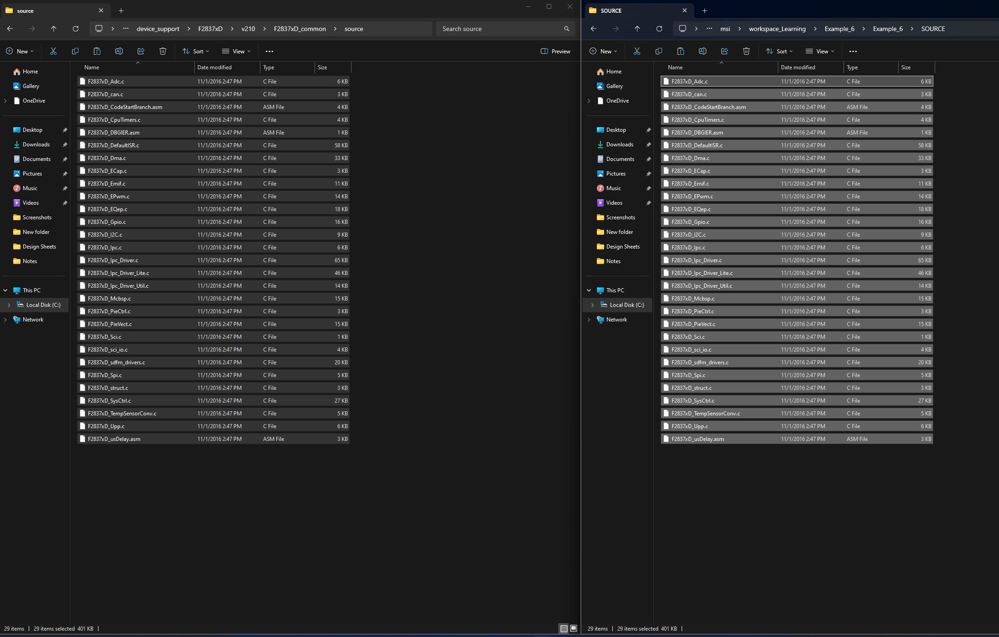 source
device_support > F2837xD > v210 > F2837xD_common > source
Search source
New
Sort
View
Preview
Home
Gallery
OneDrive
Desktop
Downloads
Documents
Pictures
Music
Videos
Screenshots
New folder
Design Sheets
Notes
This PC
Local Disk (C:)
Network
Name Date modified Type Size
F2837xD_Adc.c 11/1/2016 2:47 PM C File 6 KB
F2837xD_can.c 11/1/2016 2:47 PM C File 3 KB
F2837xD_CodeStartBranch.asm 11/1/2016 2:47 PM ASM File 4 KB
F2837xD_CpuTimers.c 11/1/2016 2:47 PM C File 4 KB
F2837xD_DBGIER.asm 11/1/2016 2:47 PM ASM File 1 KB
F2837xD_DefaultISR.c 11/1/2016 2:47 PM C File 58 KB
F2837xD_Dma.c 11/1/2016 2:47 PM C File 33 KB
F2837xD_ECap.c 11/1/2016 2:47 PM C File 3 KB
F2837xD_Emif.c 11/1/2016 2:47 PM C File 11 KB
F2837xD_EPwm.c 11/1/2016 2:47 PM C File 14 KB
F2837xD_EQep.c 11/1/2016 2:47 PM C File 18 KB
F2837xD_Gpio.c 11/1/2016 2:47 PM C File 16 KB
F2837xD_I2C.c 11/1/2016 2:47 PM C File 9 KB
F2837xD_Ipc.c 11/1/2016 2:47 PM C File 6 KB
F2837xD_Ipc_Driver.c 11/1/2016 2:47 PM C File 65 KB
F2837xD_Ipc_Driver_Lite.c 11/1/2016 2:47 PM C File 46 KB
F2837xD_Ipc_Driver_Util.c 11/1/2016 2:47 PM C File 14 KB
F2837xD_Mcbsp.c 11/1/2016 2:47 PM C File 15 KB
F2837xD_PieCtrl.c 11/1/2016 2:47 PM C File 3 KB
F2837xD_PieVect.c 11/1/2016 2:47 PM C File 15 KB
F2837xD_Sci.c 11/1/2016 2:47 PM C File 1 KB
F2837xD_sci_io.c 11/1/2016 2:47 PM C File 4 KB
F2837xD_sdfm_drivers.c 11/1/2016 2:47 PM C File 20 KB
F2837xD_Spi.c 11/1/2016 2:47 PM C File 5 KB
F2837xD_struct.c 11/1/2016 2:47 PM C File 3 KB
F2837xD_SysCtrl.c 11/1/2016 2:47 PM C File 27 KB
F2837xD_TempSensorConv.c 11/1/2016 2:47 PM C File 5 KB
F2837xD_Upp.c 11/1/2016 2:47 PM C File 6 KB
F2837xD_usDelay.asm 11/1/2016 2:47 PM ASM File 3 KB
29 items | 29 items selected 401 KB |
SOURCE
msi > workspace_Learning > Example_6 > Example_6 > SOURCE
New
Sort
View
Home
Gallery
OneDrive
Desktop
Downloads
Documents
Pictures
Music
Videos
Screenshots
New folder
Design Sheets
Notes
This PC
Local Disk (C:)
Network
Name Date modified Type Size
F2837xD_Adc.c 11/1/2016 2:47 PM C File 6 KB
F2837xD_can.c 11/1/2016 2:47 PM C File 3 KB
F2837xD_CodeStartBranch.asm 11/1/2016 2:47 PM ASM File 4 KB
F2837xD_CpuTimers.c 11/1/2016 2:47 PM C File 4 KB
F2837xD_DBGIER.asm 11/1/2016 2:47 PM ASM File 1 KB
F2837xD_DefaultISR.c 11/1/2016 2:47 PM C File 58 KB
F2837xD_Dma.c 11/1/2016 2:47 PM C File 33 KB
F2837xD_ECap.c 11/1/2016 2:47 PM C File 3 KB
F2837xD_Emif.c 11/1/2016 2:47 PM C File 11 KB
F2837xD_EPwm.c 11/1/2016 2:47 PM C File 14 KB
F2837xD_EQep.c 11/1/2016 2:47 PM C File 18 KB
F2837xD_Gpio.c 11/1/2016 2:47 PM C File 16 KB
F2837xD_I2C.c 11/1/2016 2:47 PM C File 9 KB
F2837xD_Ipc.c 11/1/2016 2:47 PM C File 6 KB
F2837xD_Ipc_Driver.c 11/1/2016 2:47 PM C File 65 KB
F2837xD_Ipc_Driver_Lite.c 11/1/2016 2:47 PM C File 46 KB
F2837xD_Ipc_Driver_Util.c 11/1/2016 2:47 PM C File 14 KB
F2837xD_Mcbsp.c 11/1/2016 2:47 PM C File 15 KB
F2837xD_PieCtrl.c 11/1/2016 2:47 PM C File 3 KB
F2837xD_PieVect.c 11/1/2016 2:47 PM C File 15 KB
F2837xD_Sci.c 11/1/2016 2:47 PM C File 1 KB
F2837xD_sci_io.c 11/1/2016 2:47 PM C File 4 KB
F2837xD_sdfm_drivers.c 11/1/2016 2:47 PM C File 20 KB
F2837xD_Spi.c 11/1/2016 2:47 PM C File 5 KB
F2837xD_struct.c 11/1/2016 2:47 PM C File 3 KB
F2837xD_SysCtrl.c 11/1/2016 2:47 PM C File 27 KB
F2837xD_TempSensorConv.c 11/1/2016 2:47 PM C File 5 KB
F2837xD_Upp.c 11/1/2016 2:47 PM C File 6 KB
F2837xD_usDelay.asm 11/1/2016 2:47 PM ASM File 3 KB
29 items | 29 items selected 401 KB |